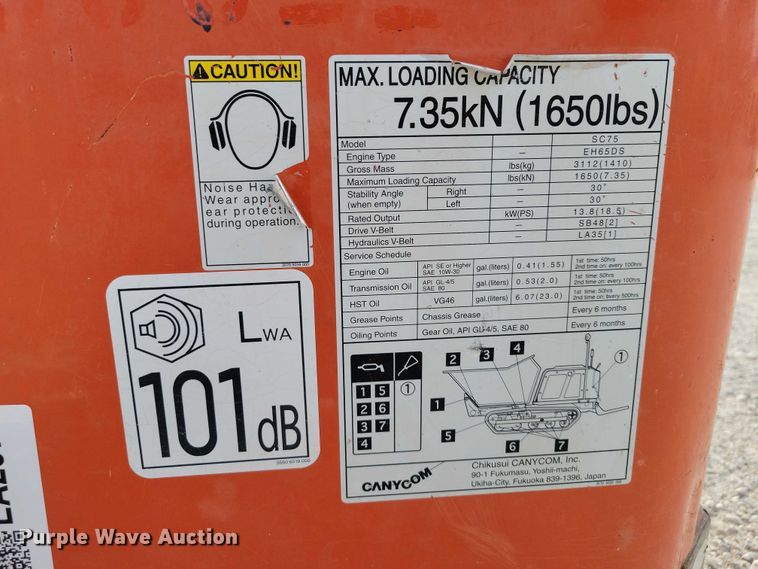 CAUTION!
Noise Ha
Wear appro
ear protecti
during operation.
LWA
101 dB
MAX. LOADING CAPACITY
7.35kN (1650lbs)
Model — SC75
Engine Type — EH65DS
Gross Mass lbs(kg) 3112(1410)
Maximum Loading Capacity lbs(kN) 1650(7.35)
Stability Angle Right — 30°
(when empty) Left — 30°
Rated Output kW(PS) 13.8(18.5)
Drive V-Belt — SB48[2]
Hydraulics V-Belt — LA35[1]
Service Schedule
Engine Oil API SE or Higher SAE 10W-30 gal.(liters) 0.41(1.55) 1st time: 50hrs 2nd time on: every 100hrs
Transmission Oil API GL-4/5 SAE 80 gal.(liters) 0.53(2.0) 1st time: 50hrs 2nd time on: every 100hrs
HST Oil VG46 gal.(liters) 6.07(23.0) 1st time: 50hrs 2nd time on: every 500hrs
Grease Points Chassis Grease Every 6 months
Oiling Points Gear Oil, API GL-4/5, SAE 80 Every 6 months
1 5 ①
2 6
3 7
4
2 3 4 ①
1
5 6 7
CANYCOM
Chikusui CANYCOM, Inc.
90-1 Fukumasu, Yoshii-machi,
Ukiha-City, Fukuoka 839-1396, Japan
Purple Wave Auction